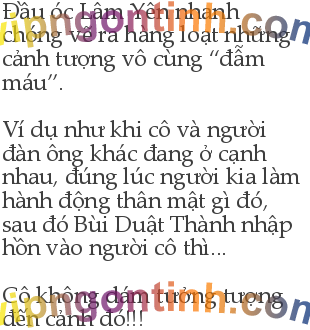 Đầu óc Lâm Yên nhanh
chóng vẽ ra hàng loạt những
cảnh tượng vô cùng “đẫm
máu”.
Ví dụ như khi cô và người
đàn ông khác đang ở cạnh
nhau, đúng lúc người kia làm
hành động thân mật gì đó,
sau đó Bùi Duật Thành nhập
hồn vào người cô thì...
Cô không dám tưởng tượng
đến cảnh đó!!!
vipngontinh.com
vipngontinh.com